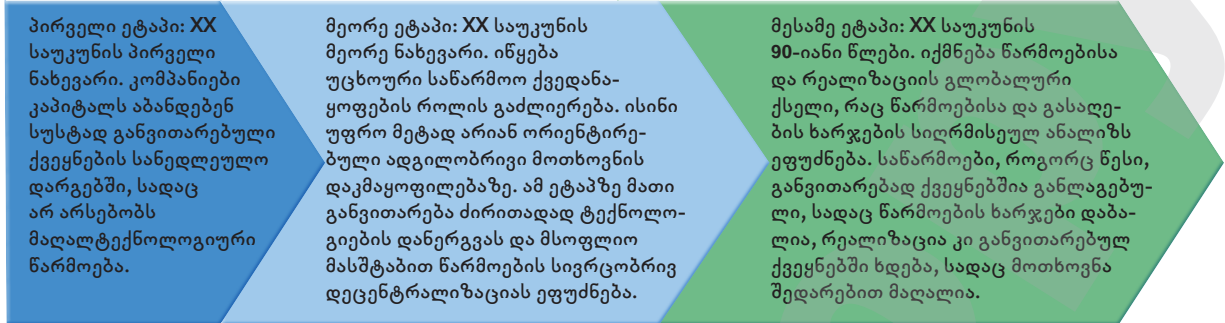 პირველი ეტაპი: XX
საუკუნის პირველი
ნახევარი. კომპანიები
კაპიტალს აბანდებენ
სუსტად განვითარებული
ქვეყნების სანედლეულო
დარგებში, სადაც
არ არსებობს
მაღალტექნოლოგიური
წარმოება.
მეორე ეტაპი: XX საუკუნის
მეორე ნახევარი. იწყება
უცხოური საწარმოო ქვედანა-
ყოფების როლის გაძლიერება. ისინი
უფრო მეტად არიან ორიენტირე-
ბული ადგილობრივი მოთხოვნის
დაკმაყოფილებაზე. ამ ეტაპზე მათი
განვითარება ძირითადად ტექნოლო-
გიების დანერგვას და მსოფლიო
მასშტაბით წარმოების სივრცობრივ
დეცენტრალიზაციას ეფუძნება.
მესამე ეტაპი: XX საუკუნის
90-იანი წლები. იქმნება წარმოებისა
და რეალიზაციის გლობალური
ქსელი, რაც წარმოებისა და გასაღე-
ბის ხარჯების სიღრმისეულ ანალიზს
ეფუძნება. საწარმოები, როგორც წესი,
განვითარებად ქვეყნებშია განლაგებუ-
ლი, სადაც წარმოების ხარჯები დაბა-
ლია, რეალიზაცია კი განვითარებულ
ქვეყნებში ხდება, სადაც მოთხოვნა
შედარებით მაღალია.